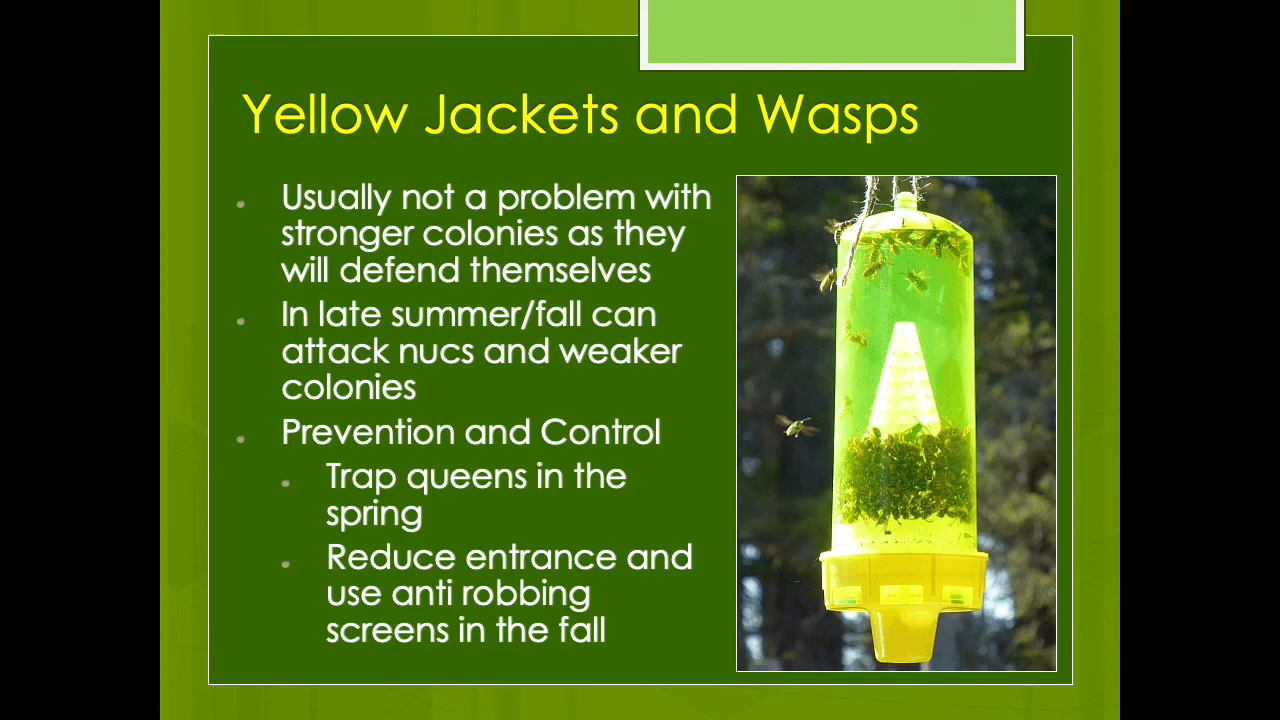 Yellow Jackets and Wasps
Usually not a problem with
stronger colonies as they
will defend themselves
In late summer/fall can
attack nucs and weaker
colonies
Prevention and Control
Trap queens in the
spring
Reduce entrance and
use anti robbing
screens in the fall